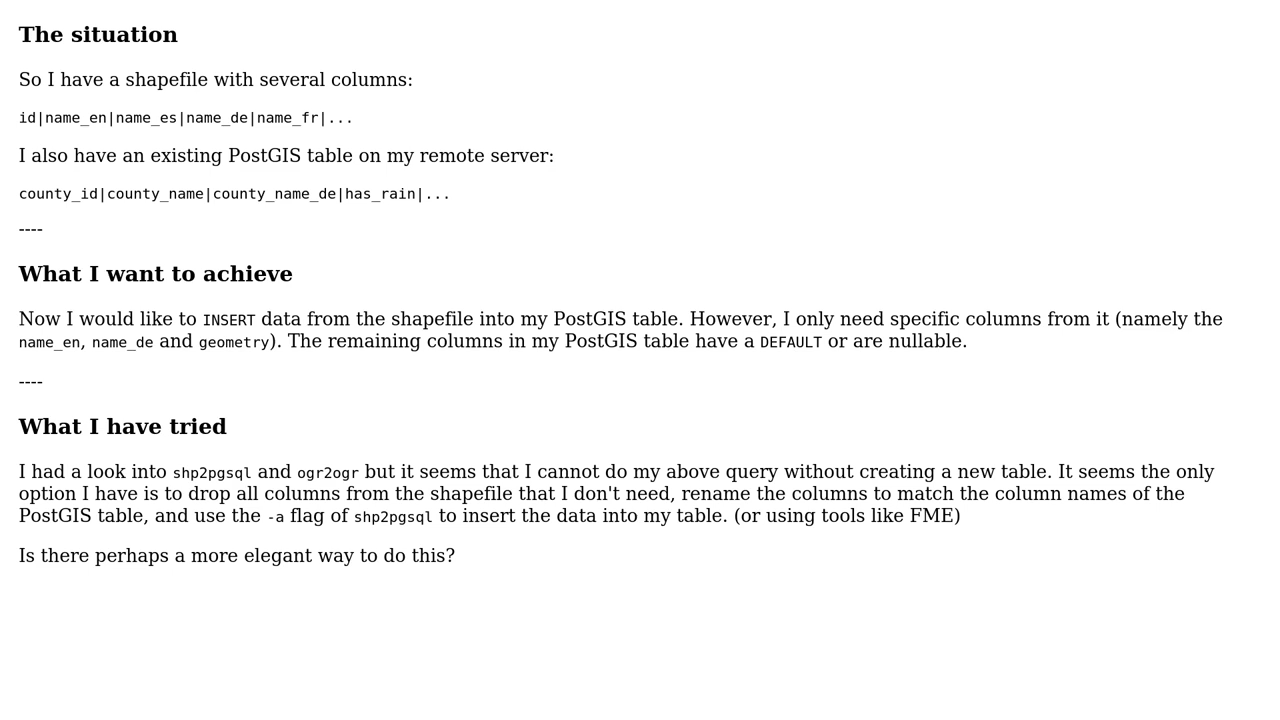 The situation
So I have a shapefile with several columns:
id|name_en|name_es|name_de|name_fr|...
I also have an existing PostGIS table on my remote server:
county_id|county_name|county_name_de|has_rain|...
----
What I want to achieve
Now I would like to INSERT data from the shapefile into my PostGIS table. However, I only need specific columns from it (namely the
name_en, name_de and geometry). The remaining columns in my PostGIS table have a DEFAULT or are nullable.
----
What I have tried
I had a look into shp2pgsql and ogr2ogr but it seems that I cannot do my above query without creating a new table. It seems the only
option I have is to drop all columns from the shapefile that I don't need, rename the columns to match the column names of the
PostGIS table, and use the -a flag of shp2pgsql to insert the data into my table. (or using tools like FME)
Is there perhaps a more elegant way to do this?